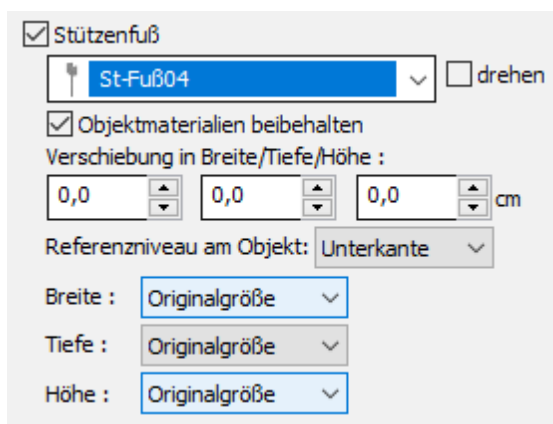 Stützenfuß
St-Fuß04 drehen
Objektmaterialien beibehalten
Verschiebung in Breite/Tiefe/Höhe :
0,0 0,0 0,0 cm
Referenzniveau am Objekt: Unterkante
Breite : Originalgröße
Tiefe : Originalgröße
Höhe : Originalgröße